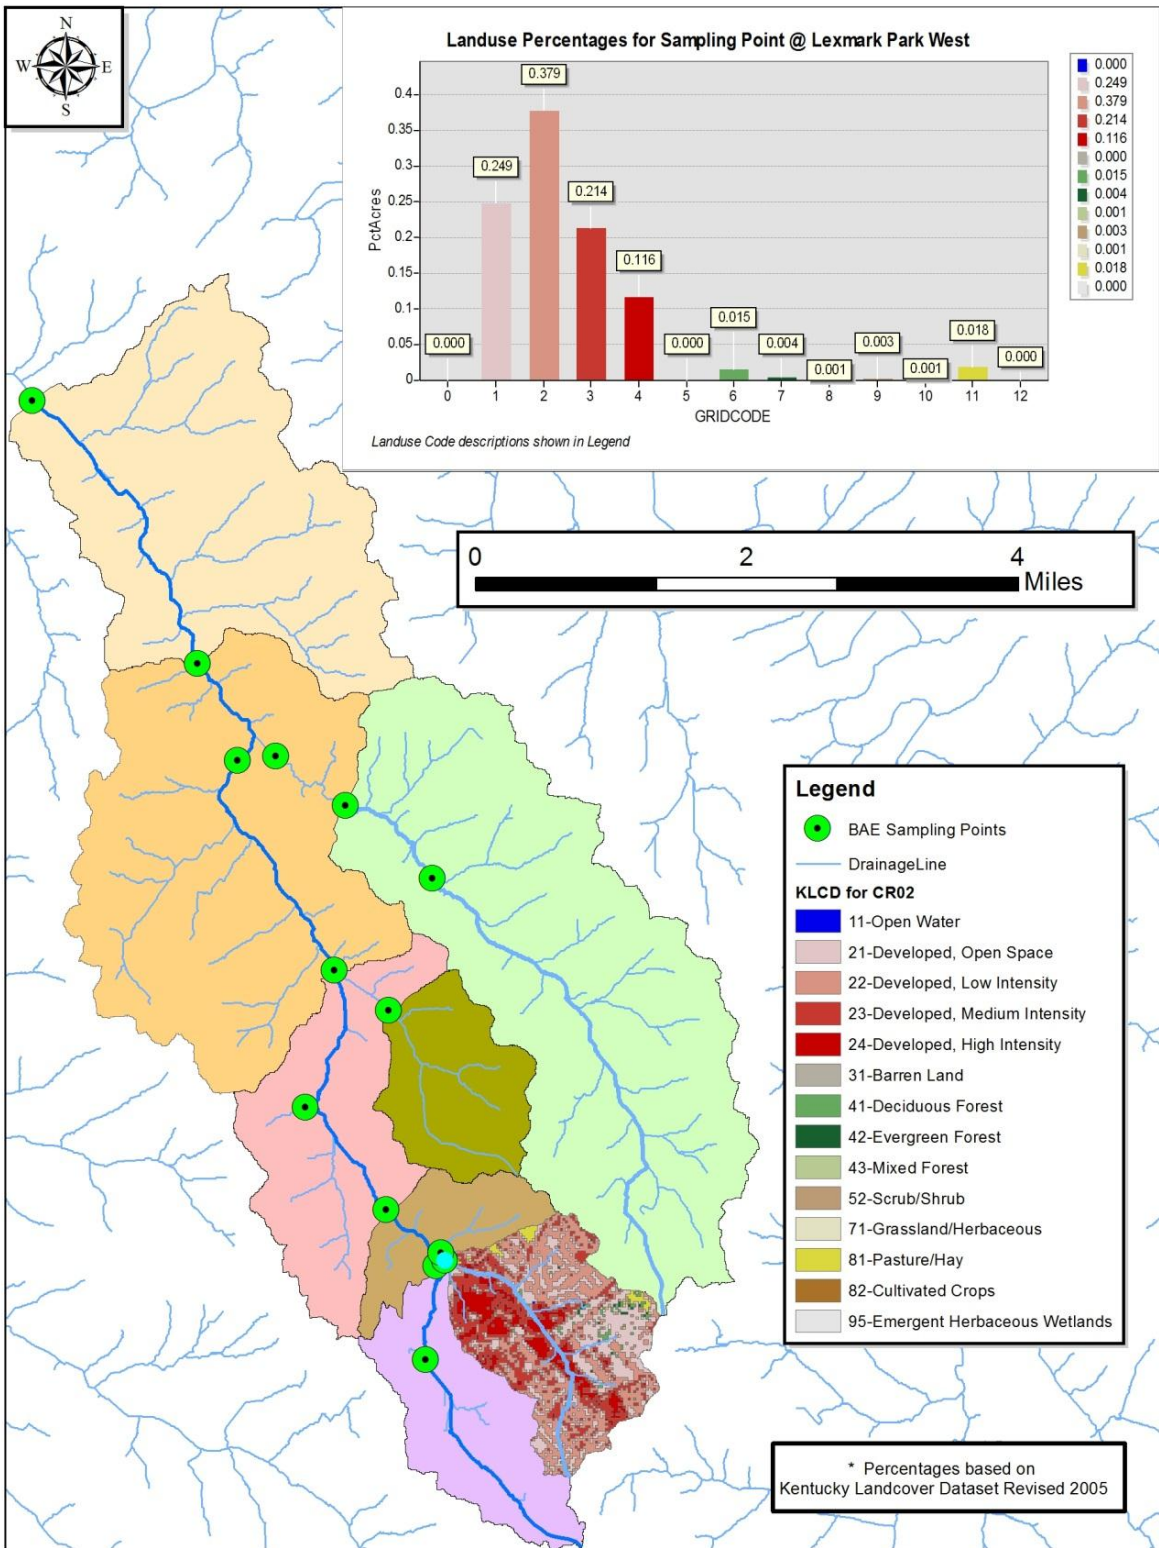 N
W E
S
Landuse Percentages for Sampling Point @ Lexmark Park West
PctAcres
0.4
0.35
0.3
0.25
0.2
0.15
0.1
0.05
0
0.000
0.249
0.379
0.214
0.116
0.000
0.015
0.004
0.001
0.003
0.001
0.018
0.000
0 1 2 3 4 5 6 7 8 9 10 11 12
GRIDCODE
Landuse Code descriptions shown in Legend
0.000
0.249
0.379
0.214
0.116
0.000
0.015
0.004
0.001
0.003
0.001
0.018
0.000
0 2 4
Miles
Legend
BAE Sampling Points
DrainageLine
KLCD for CR02
11-Open Water
21-Developed, Open Space
22-Developed, Low Intensity
23-Developed, Medium Intensity
24-Developed, High Intensity
31-Barren Land
41-Deciduous Forest
42-Evergreen Forest
43-Mixed Forest
52-Scrub/Shrub
71-Grassland/Herbaceous
81-Pasture/Hay
82-Cultivated Crops
95-Emergent Herbaceous Wetlands
* Percentages based on
Kentucky Landcover Dataset Revised 2005